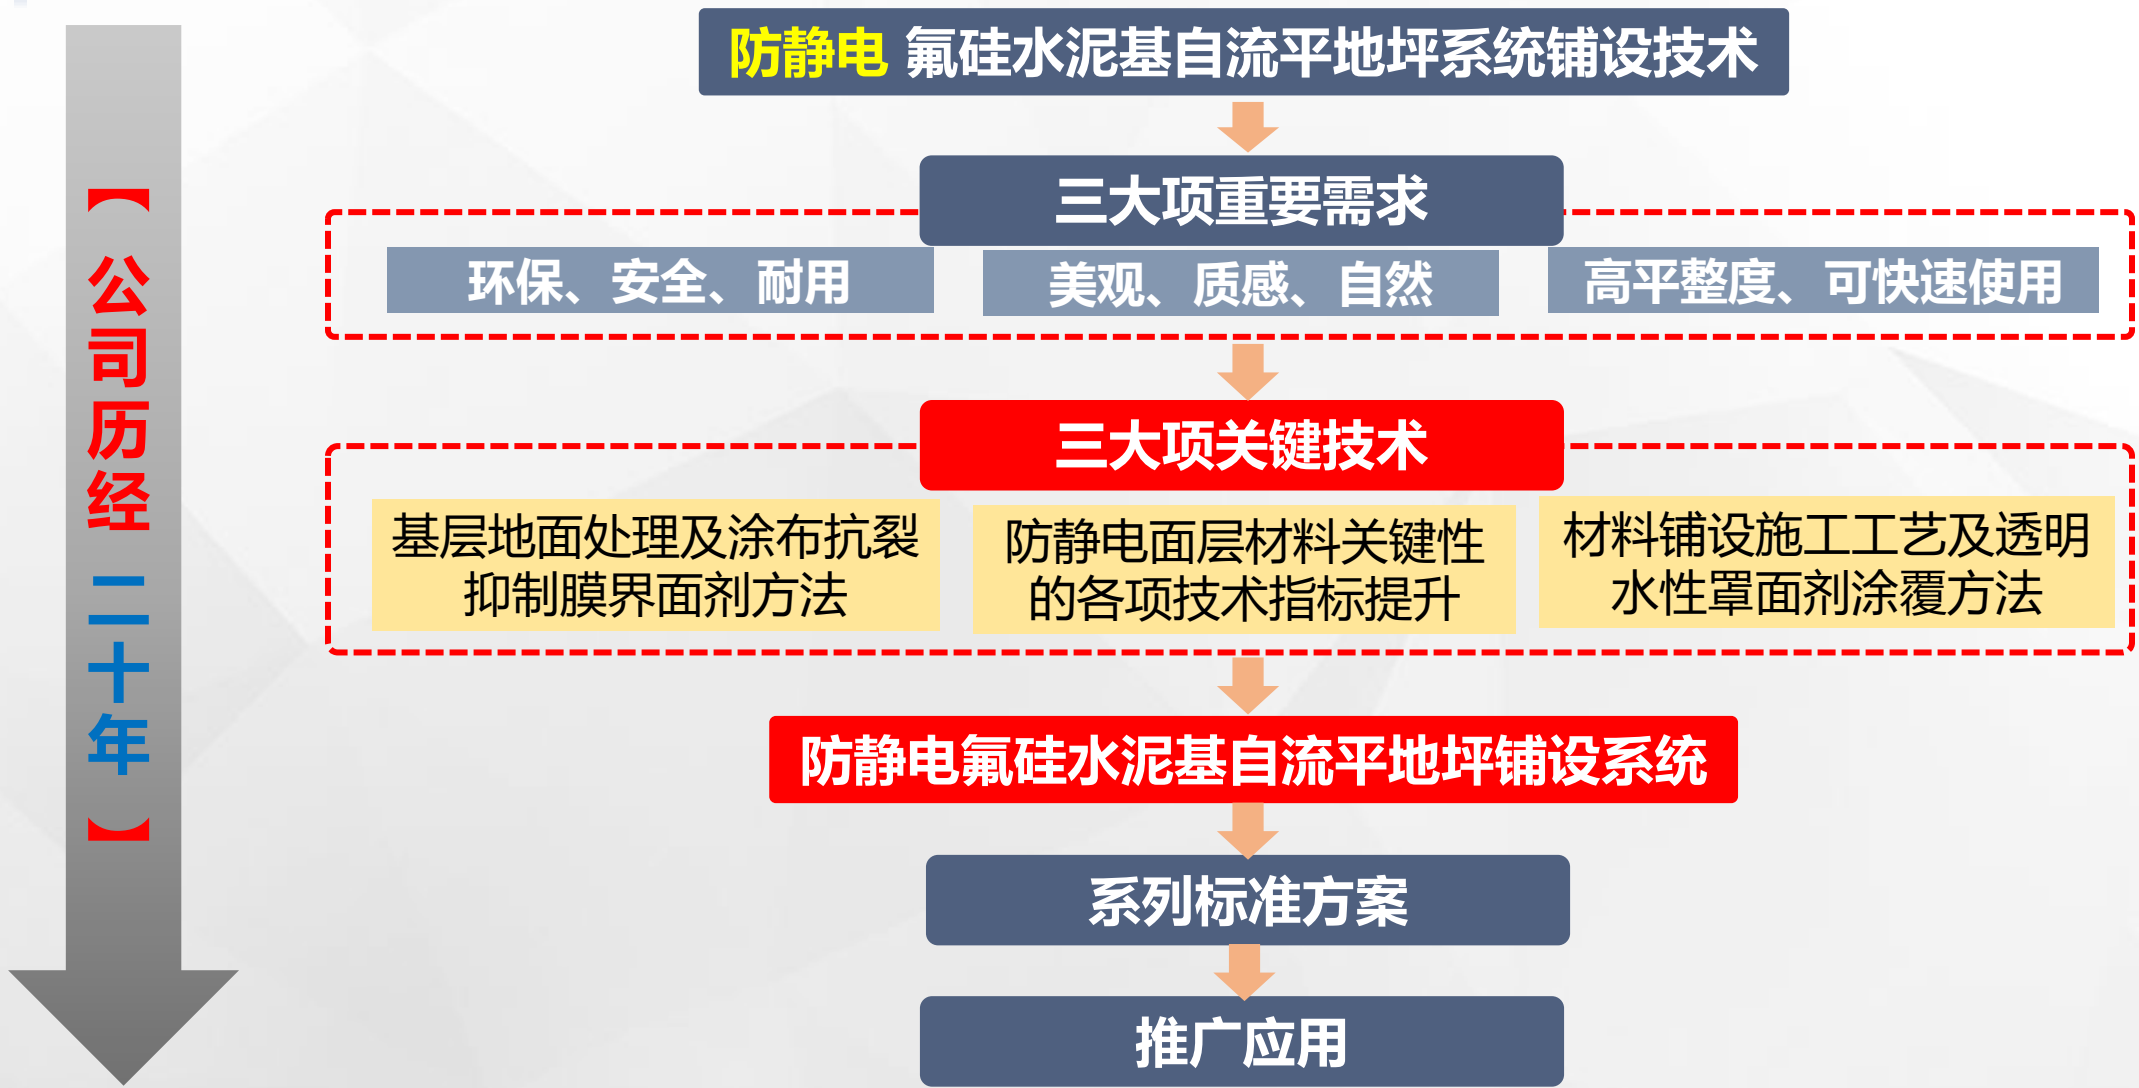 防静电 氟硅水泥基自流平地坪系统铺设技术
三大项重要需求
环保、安全、耐用
美观、质感、自然
高平整度、可快速使用
三大项关键技术
基层地面处理及涂布抗裂
抑制膜界面剂方法
防静电面层材料关键性
的各项技术指标提升
材料铺设施工工艺及透明
水性罩面剂涂覆方法
防静电氟硅水泥基自流平地坪铺设系统
系列标准方案
推广应用
【公司历经 二十年】